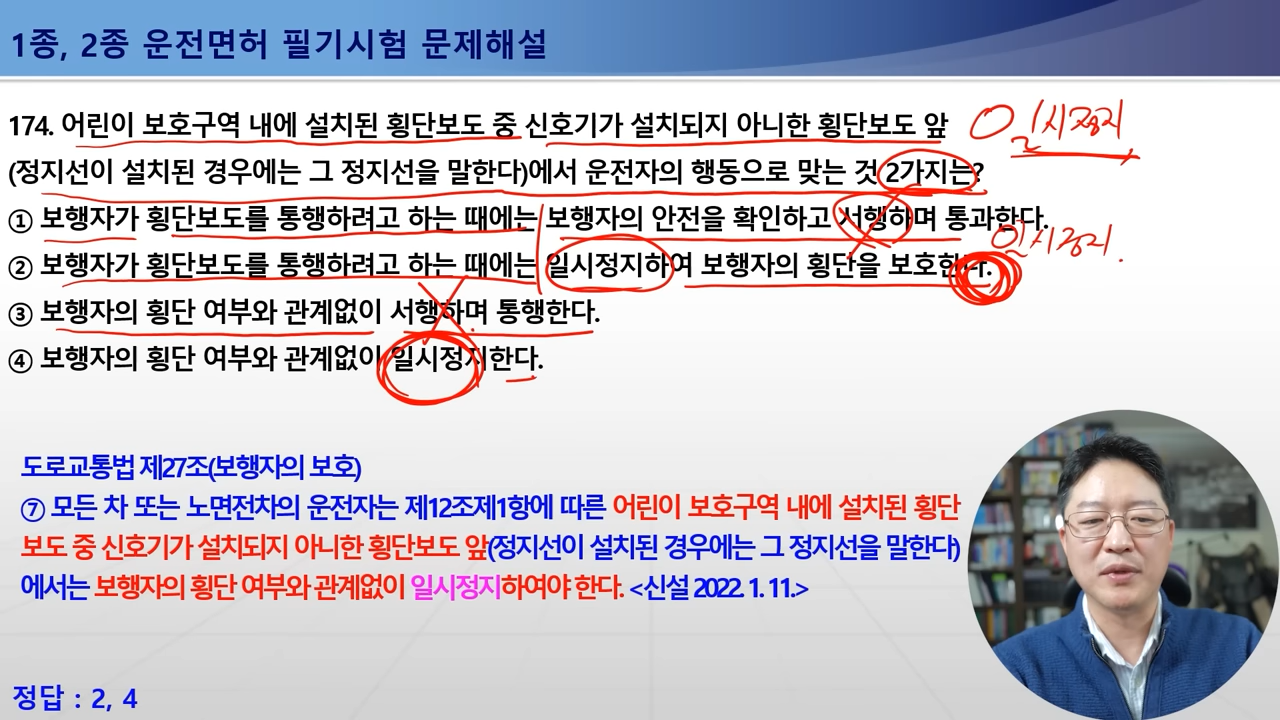 1종, 2종 운전면허 필기시험 문제해설
174. 어린이 보호구역 내에 설치된 횡단보도 중 신호기가 설치되지 아니한 횡단보도 앞
일시정지
(정지선이 설치된 경우에는 그 정지선을 말한다)에서 운전자의 행동으로 맞는 것 2가지는?
① 보행자가 횡단보도를 통행하려고 하는 때에는 보행자의 안전을 확인하고 서행하며 통과한다.
일시정지.
② 보행자가 횡단보도를 통행하려고 하는 때에는 일시정지하여 보행자의 횡단을 보호한다.
③ 보행자의 횡단 여부와 관계없이 서행하며 통행한다.
④ 보행자의 횡단 여부와 관계없이 일시정지한다.
도로교통법 제27조(보행자의 보호)
⑦ 모든 차 또는 노면전차의 운전자는 제12조제1항에 따른 어린이 보호구역 내에 설치된 횡단
보도 중 신호기가 설치되지 아니한 횡단보도 앞(정지선이 설치된 경우에는 그 정지선을 말한다)
에서는 보행자의 횡단 여부와 관계없이 일시정지하여야 한다. <신설 2022. 1. 11.>
정답 : 2, 4